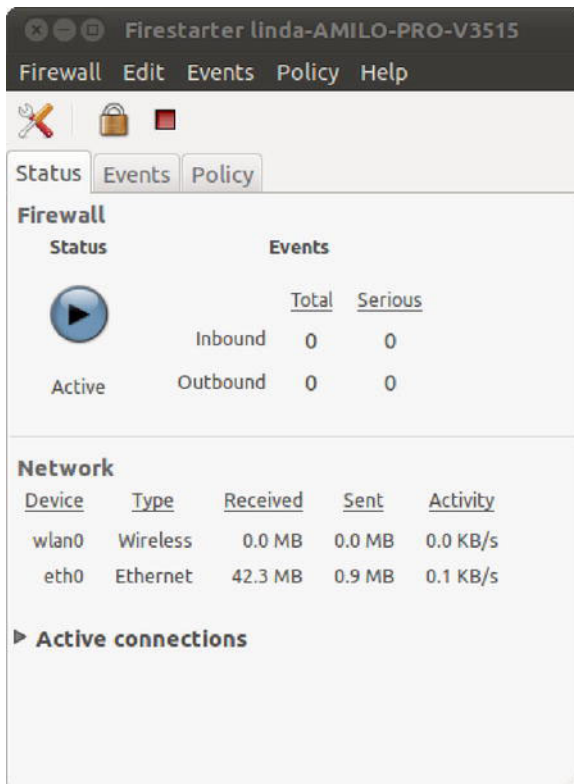 Firestarter linda-AMILO-PRO-V3515
Firewall Edit Events Policy Help
Status Events Policy
Firewall
Status Events
Total Serious
Inbound 0 0
Active Outbound 0 0
Network
Device Type Received Sent Activity
wlan0 Wireless 0.0 MB 0.0 MB 0.0 KB/s
eth0 Ethernet 42.3 MB 0.9 MB 0.1 KB/s
Active connections